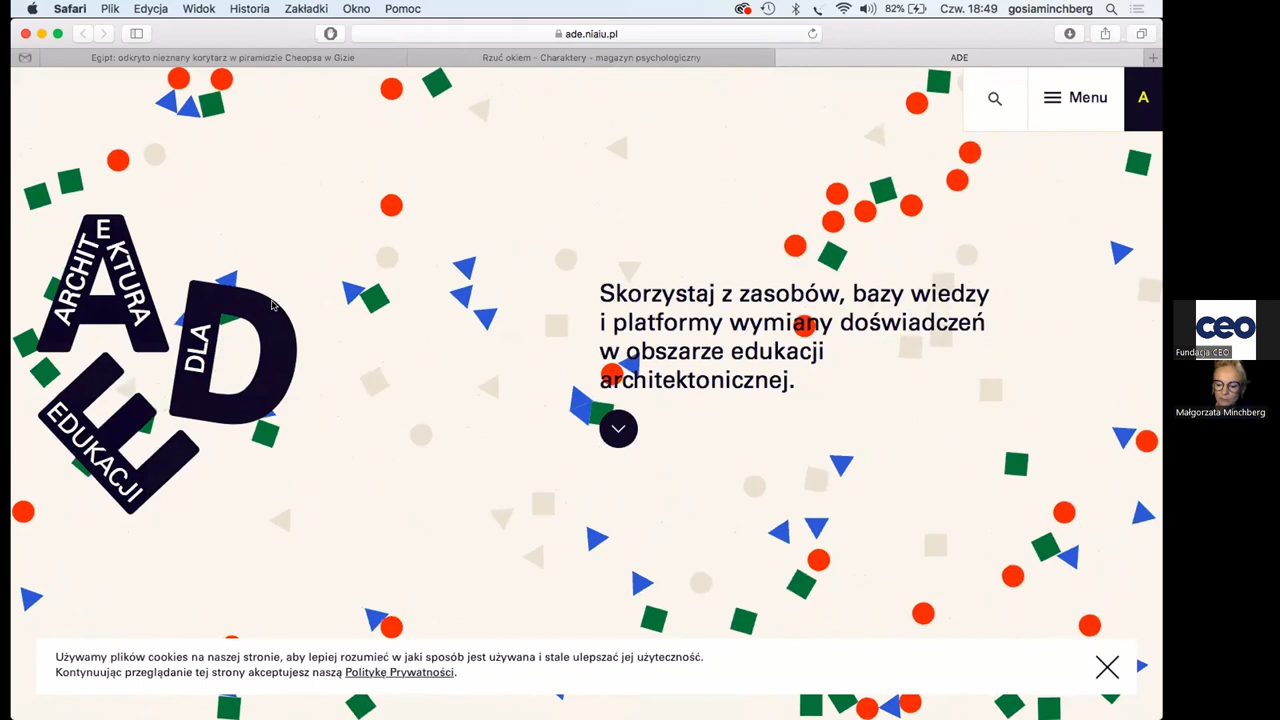 Safari Plik Edycja Widok Historia Zakładki Okno Pomoc 82% Czw. 18:49 gosiaminchberg
ade.niaiu.pl
Egipt: odkryto nieznany korytarz w piramidzie Cheopsa w Gizie Rzuć okiem – Charaktery – magazyn psychologiczny ADE
Menu A
ARCHITEKTURA
DLA
EDUKACJI
Skorzystaj z zasobów, bazy wiedzy
i platformy wymiany doświadczeń
w obszarze edukacji
architektonicznej.
ceo
Fundacja CEO
Małgorzata Minchberg
Używamy plików cookies na naszej stronie, aby lepiej rozumieć w jaki sposób jest używana i stale ulepszać jej użyteczność.
Kontynuując przeglądanie tej strony akceptujesz naszą Politykę Prywatności.